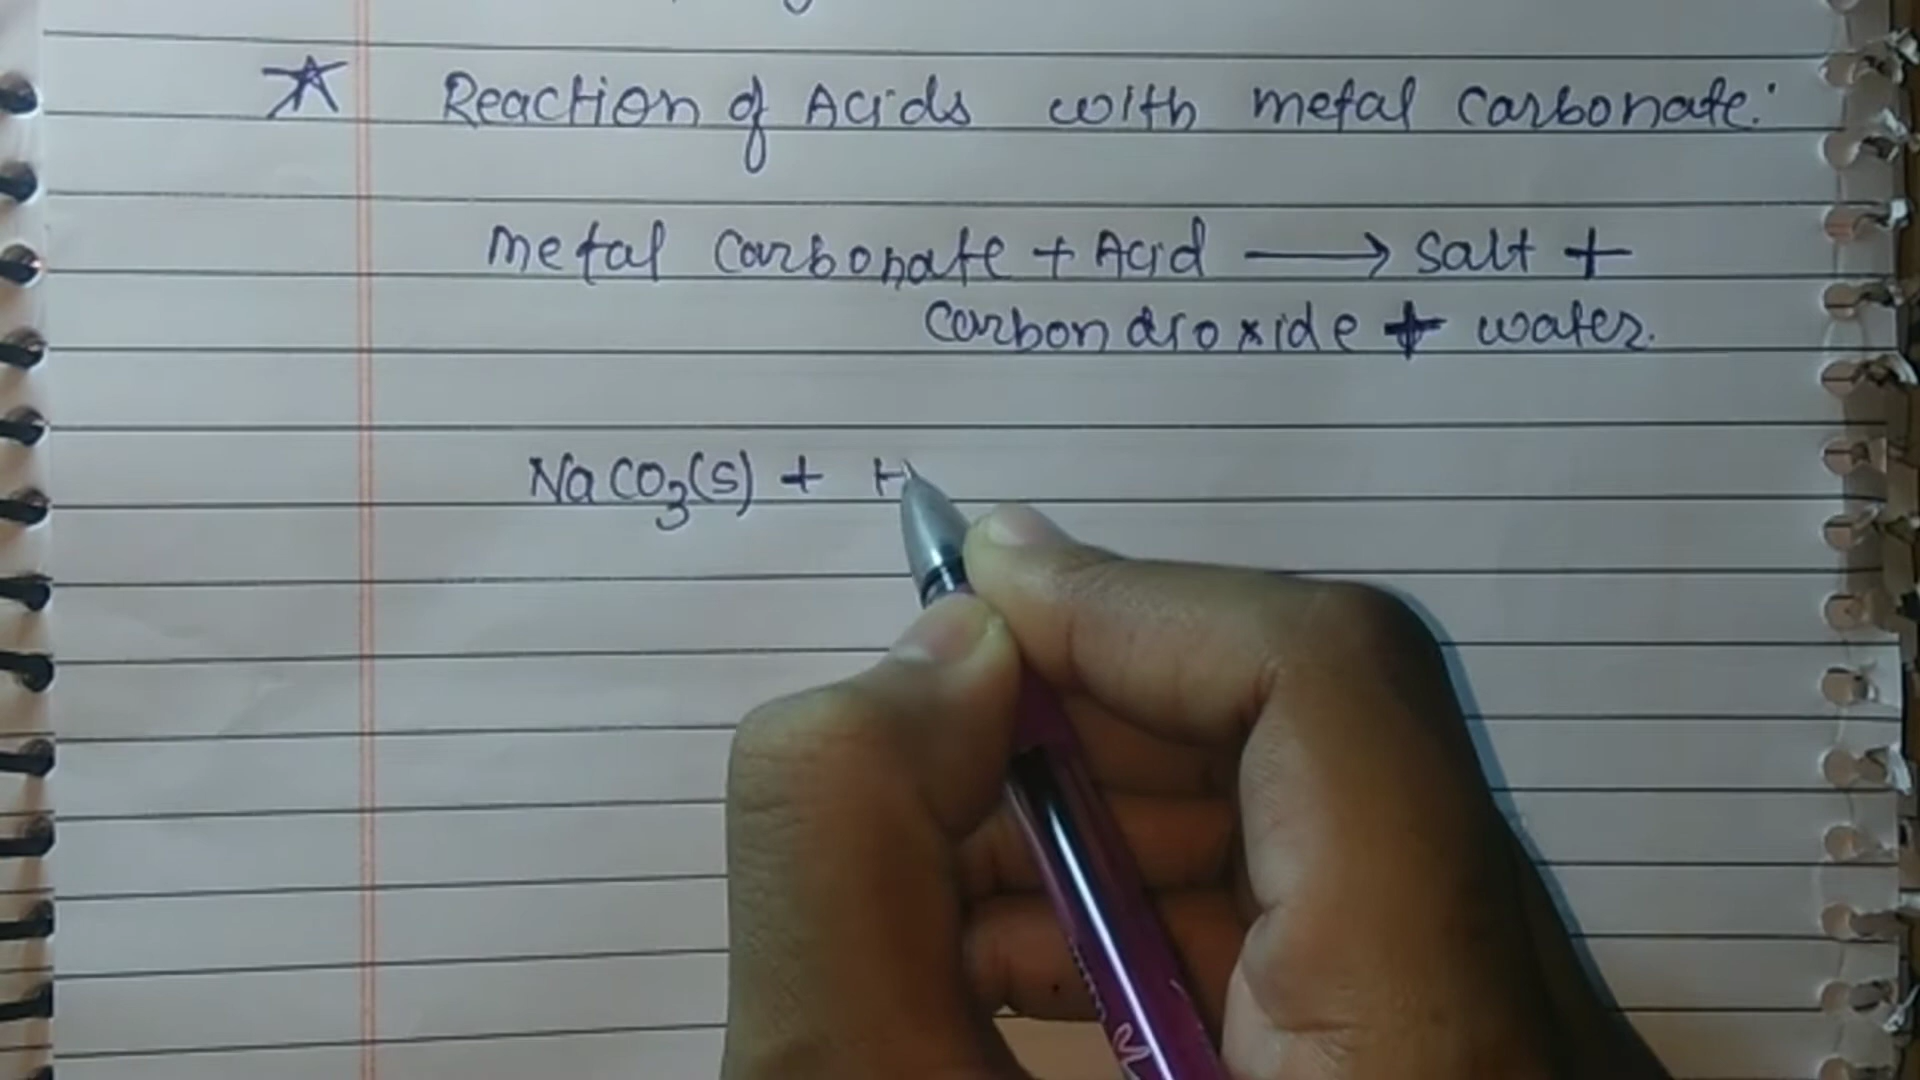 Reaction of Acids with metal carbonate:
metal carbonate + Acid → salt +
carbon dioxide + water.
NaCO₃(s) + H